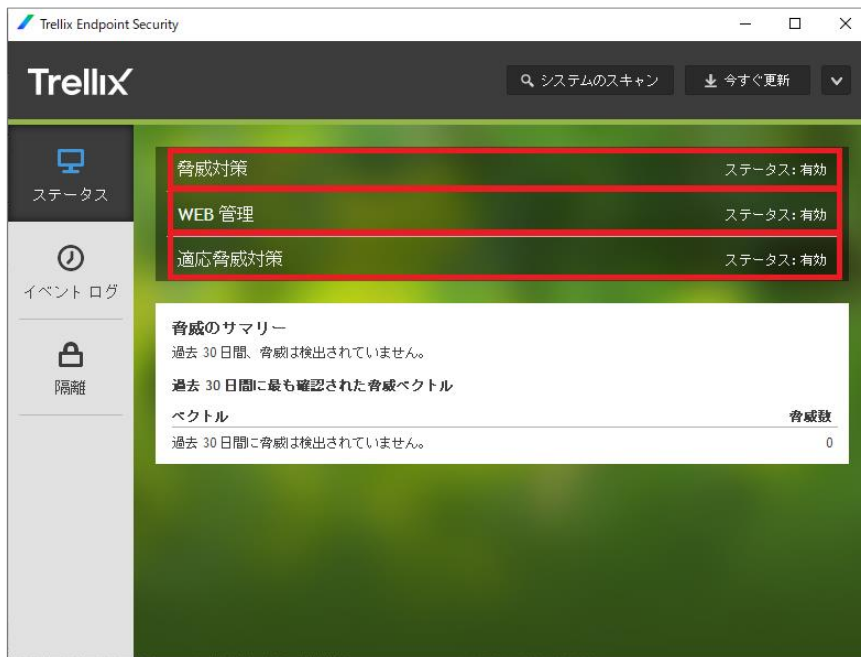 Trellix Endpoint Security
Trellix
システムのスキャン
今すぐ更新
ステータス
イベント ログ
隔離
脅威対策 ステータス: 有効
WEB 管理 ステータス: 有効
適応脅威対策 ステータス: 有効
脅威のサマリー
過去 30 日間、脅威は検出されていません。
過去 30 日間に最も確認された脅威ベクトル
ベクトル 脅威数
過去 30 日間に脅威は検出されていません。 0